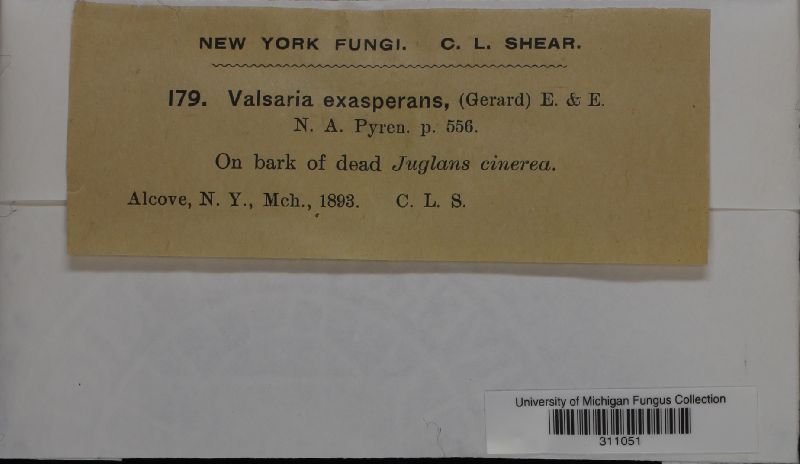 NEW YORK FUNGI. C. L. SHEAR.
179. Valsaria exasperans, (Gerard) E. & E.
N. A. Pyren. p. 556.
On bark of dead Juglans cinerea.
Alcove, N. Y., Mch., 1893. C. L. S.
University of Michigan Fungus Collection
311051